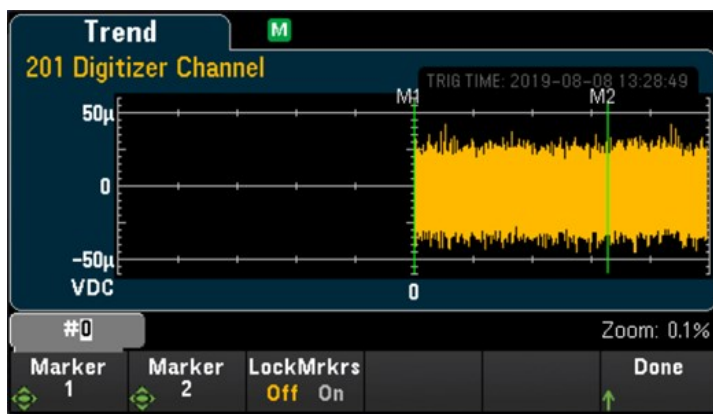 Trend M
201 Digitizer Channel
TRIG TIME: 2019-08-08 13:28:49
M1 M2
50µ
0
-50µ
VDC 0
#0 Zoom: 0.1%
Marker 1
Marker 2
LockMrkrs
Off On
Done